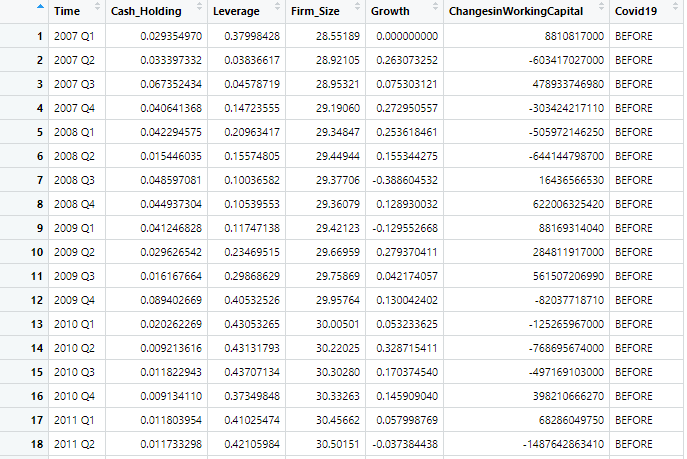 Time Cash_Holding Leverage Firm_Size Growth ChangesinWorkingCapital Covid19
1 2007 Q1 0.029354970 0.37998428 28.55189 0.000000000 8810817000 BEFORE
2 2007 Q2 0.033397332 0.03836617 28.92105 0.263073252 -603417027000 BEFORE
3 2007 Q3 0.067352434 0.04578719 28.95321 0.075303121 478933746980 BEFORE
4 2007 Q4 0.040641368 0.14723555 29.19060 0.272950557 -303424217110 BEFORE
5 2008 Q1 0.042294575 0.20963417 29.34847 0.253618461 -505972146250 BEFORE
6 2008 Q2 0.015446035 0.15574805 29.44944 0.155344275 -644144798700 BEFORE
7 2008 Q3 0.048597081 0.10036582 29.37706 -0.388604532 16436566530 BEFORE
8 2008 Q4 0.044937304 0.10539553 29.36079 0.128930032 622006325420 BEFORE
9 2009 Q1 0.041246828 0.11747138 29.42123 -0.129552668 88169314040 BEFORE
10 2009 Q2 0.029626542 0.23469515 29.66959 0.279370411 284811917000 BEFORE
11 2009 Q3 0.016167664 0.29868629 29.75869 0.042174057 561507206990 BEFORE
12 2009 Q4 0.089402669 0.40532526 29.95764 0.130042402 -82037718710 BEFORE
13 2010 Q1 0.020262269 0.43053265 30.00501 0.053233625 -125265967000 BEFORE
14 2010 Q2 0.009213616 0.43131793 30.22025 0.328715411 -768695674000 BEFORE
15 2010 Q3 0.011822943 0.43707134 30.30280 0.170374540 -497169103000 BEFORE
16 2010 Q4 0.009134110 0.37349848 30.33263 0.145909040 398210666270 BEFORE
17 2011 Q1 0.011803954 0.41025474 30.45662 0.057998769 68286049750 BEFORE
18 2011 Q2 0.011733298 0.42105984 30.50151 -0.037384438 -1487642863410 BEFORE